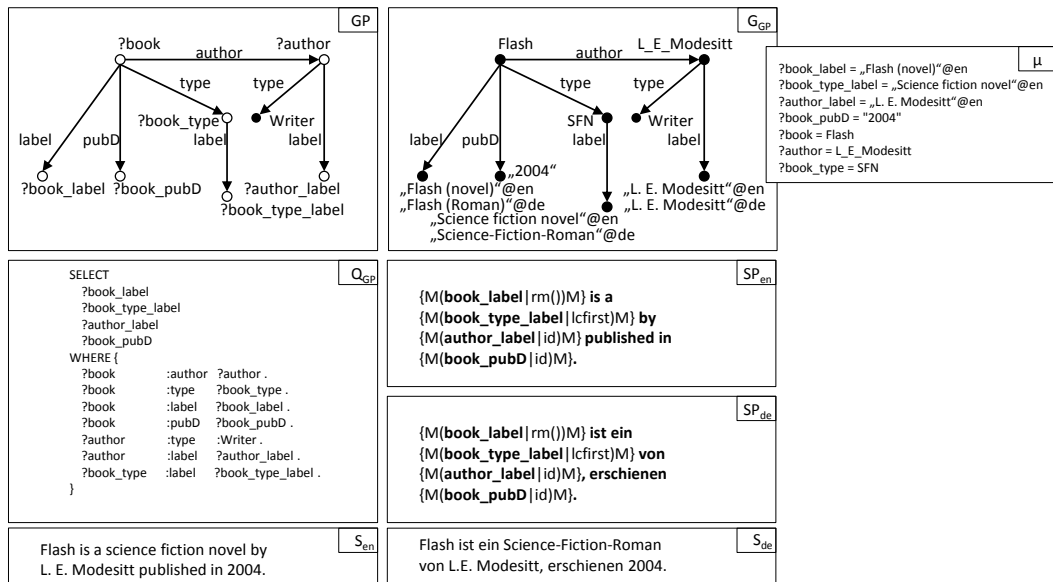 GP
?book
?author
author
type
type
?book_type
Writer
label
pubD
label
label
?book_label
?book_pubD
?author_label
?book_type_label
G_GP
Flash
L_E_Modesitt
author
type
type
SFN
Writer
label
pubD
label
label
„2004“
„Flash (novel)“@en
„L. E. Modesitt“@en
„Flash (Roman)“@de
„L. E. Modesitt“@de
„Science fiction novel“@en
„Science-Fiction-Roman“@de
µ
?book_label = „Flash (novel)“@en
?book_type_label = „Science fiction novel“@en
?author_label = „L. E. Modesitt“@en
?book_pubD = "2004"
?book = Flash
?author = L_E_Modesitt
?book_type = SFN
Q_GP
SELECT
?book_label
?book_type_label
?author_label
?book_pubD
WHERE {
?book :author ?author .
?book :type ?book_type .
?book :label ?book_label .
?book :pubD ?book_pubD .
?author :type :Writer .
?author :label ?author_label .
?book_type :label ?book_type_label .
}
SP_en
{M(book_label|rm())M} is a
{M(book_type_label|lcfirst)M} by
{M(author_label|id)M} published in
{M(book_pubD|id)M}.
SP_de
{M(book_label|rm())M} ist ein
{M(book_type_label|lcfirst)M} von
{M(author_label|id)M}, erschienen
{M(book_pubD|id)M}.
S_en
Flash is a science fiction novel by
L. E. Modesitt published in 2004.
S_de
Flash ist ein Science-Fiction-Roman
von L.E. Modesitt, erschienen 2004.